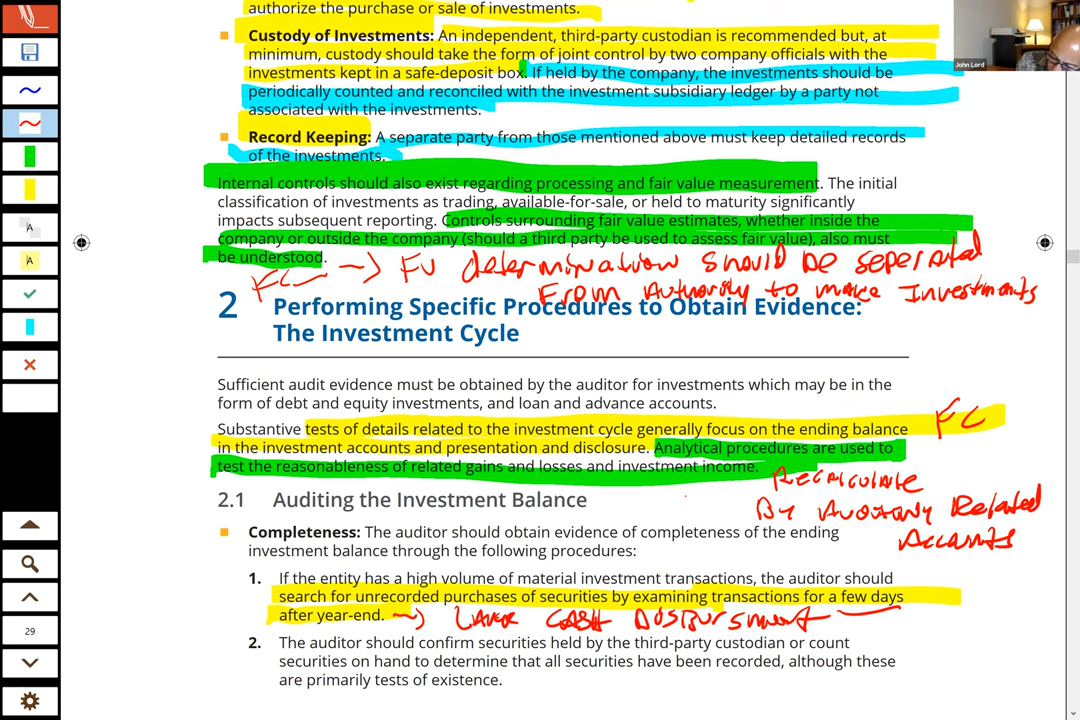 authorize the purchase or sale of investments.
Custody of Investments: An independent, third-party custodian is recommended but, at
minimum, custody should take the form of joint control by two company officials with the
investments kept in a safe-deposit box. If held by the company, the investments should be
periodically counted and reconciled with the investment subsidiary ledger by a party not
associated with the investments.
Record Keeping: A separate party from those mentioned above must keep detailed records
of the investments.
Internal controls should also exist regarding processing and fair value measurement. The initial
classification of investments as trading, available-for-sale, or held to maturity significantly
impacts subsequent reporting. Controls surrounding fair value estimates, whether inside the
company or outside the company (should a third party be used to assess fair value), also must
be understood.
FC → FV determination should be seperated
From Authority to make Investments
2 Performing Specific Procedures to Obtain Evidence:
The Investment Cycle
Sufficient audit evidence must be obtained by the auditor for investments which may be in the
form of debt and equity investments, and loan and advance accounts.
Substantive tests of details related to the investment cycle generally focus on the ending balance
in the investment accounts and presentation and disclosure. Analytical procedures are used to
test the reasonableness of related gains and losses and investment income.
FC
Recalculate
By Auditing Related
Accounts
2.1 Auditing the Investment Balance
Completeness: The auditor should obtain evidence of completeness of the ending
investment balance through the following procedures:
1. If the entity has a high volume of material investment transactions, the auditor should
search for unrecorded purchases of securities by examining transactions for a few days
after year-end. → Large CASH Disbursment
2. The auditor should confirm securities held by the third-party custodian or count
securities on hand to determine that all securities have been recorded, although these
are primarily tests of existence.
John Lord
A
A
29